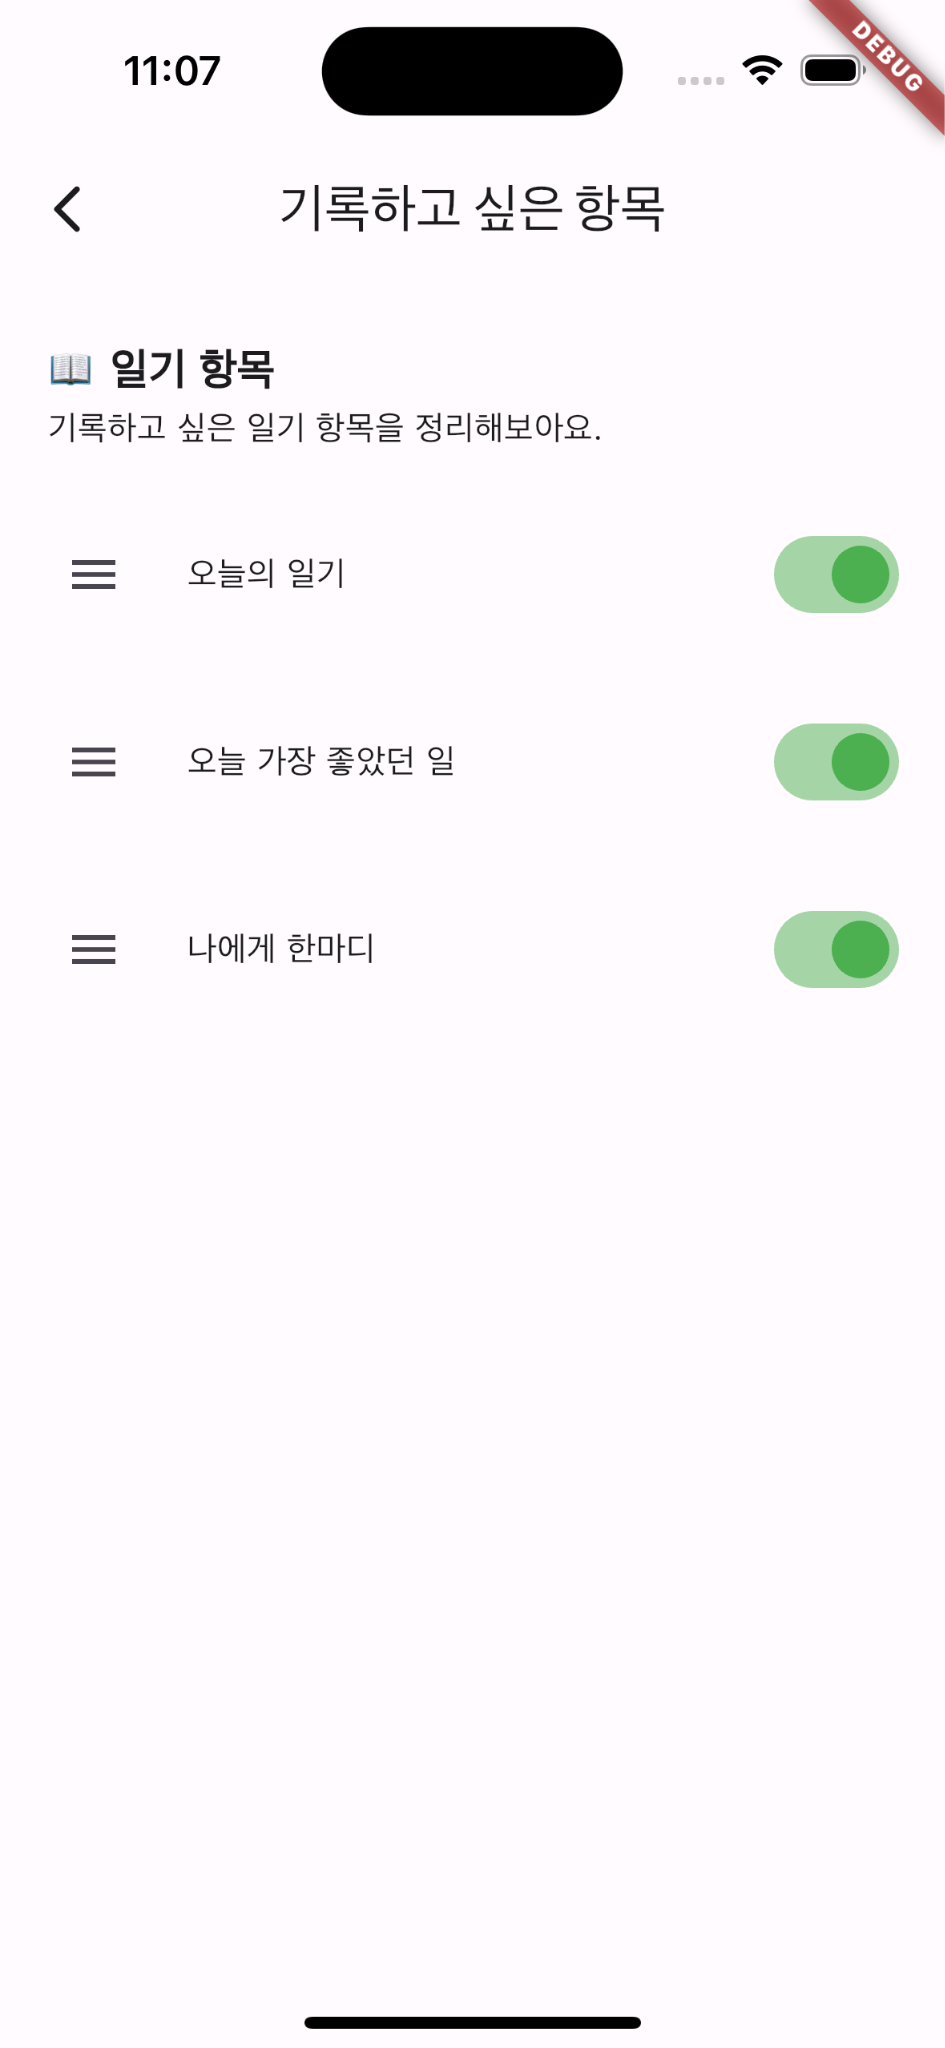 11:07
DEBUG
기록하고 싶은 항목
📖 일기 항목
기록하고 싶은 일기 항목을 정리해보아요.
오늘의 일기
오늘 가장 좋았던 일
나에게 한마디